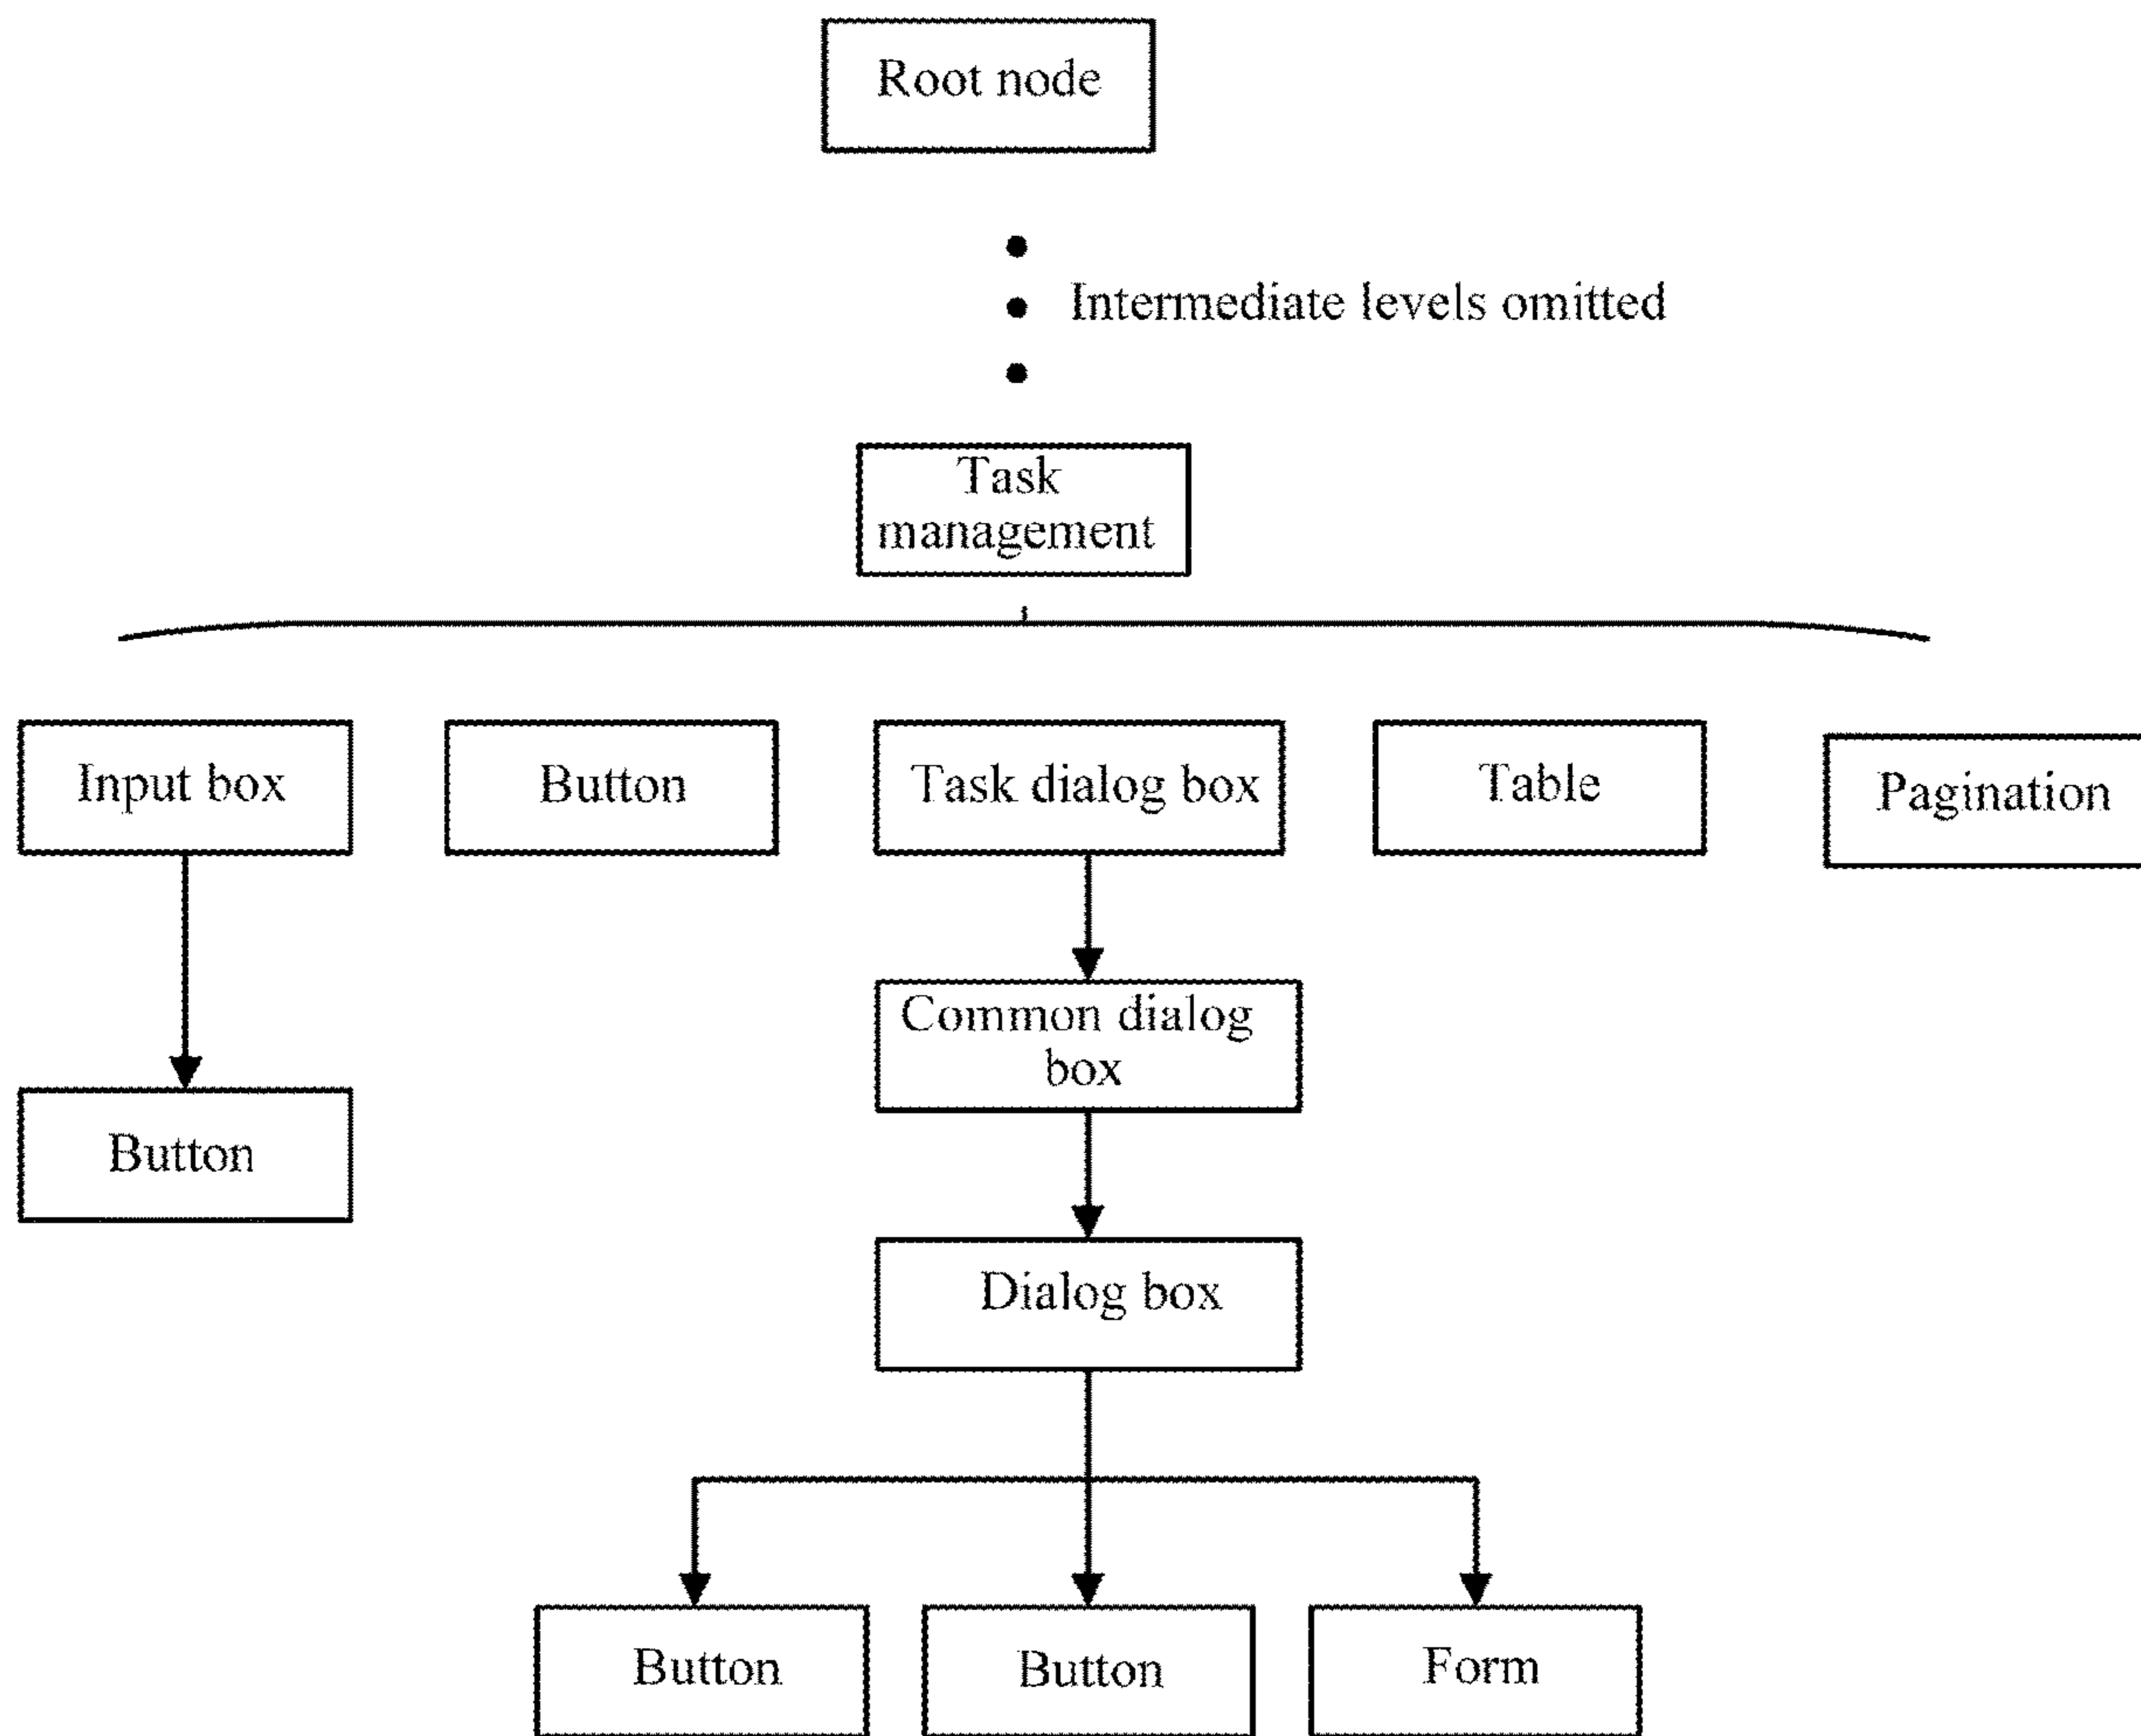 Root node
Intermediate levels omitted
Task
management
Input box
Button
Task dialog box
Table
Pagination
Common dialog
box
Button
Dialog box
Button
Button
Form